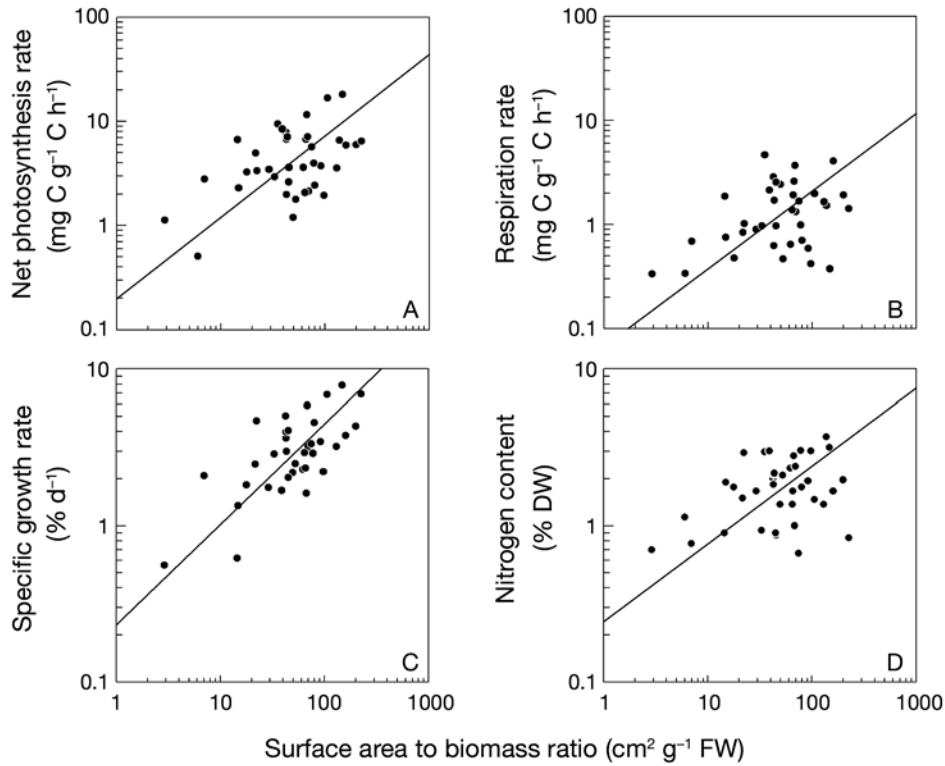 100
10
1
0.1
Net photosynthesis rate
(mg C g⁻¹ C h⁻¹)
A
100
10
1
0.1
Respiration rate
(mg C g⁻¹ C h⁻¹)
B
10
1
0.1
Specific growth rate
(% d⁻¹)
C
1 10 100 1000
10
1
0.1
Nitrogen content
(% DW)
D
1 10 100 1000
Surface area to biomass ratio (cm² g⁻¹ FW)